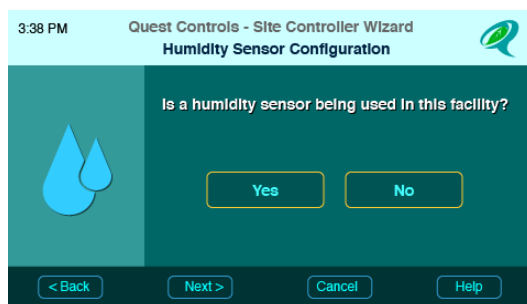 3:38 PM
Quest Controls - Site Controller Wizard
Humidity Sensor Configuration
Is a humidity sensor being used in this facility?
Yes
No
< Back
Next >
Cancel
Help